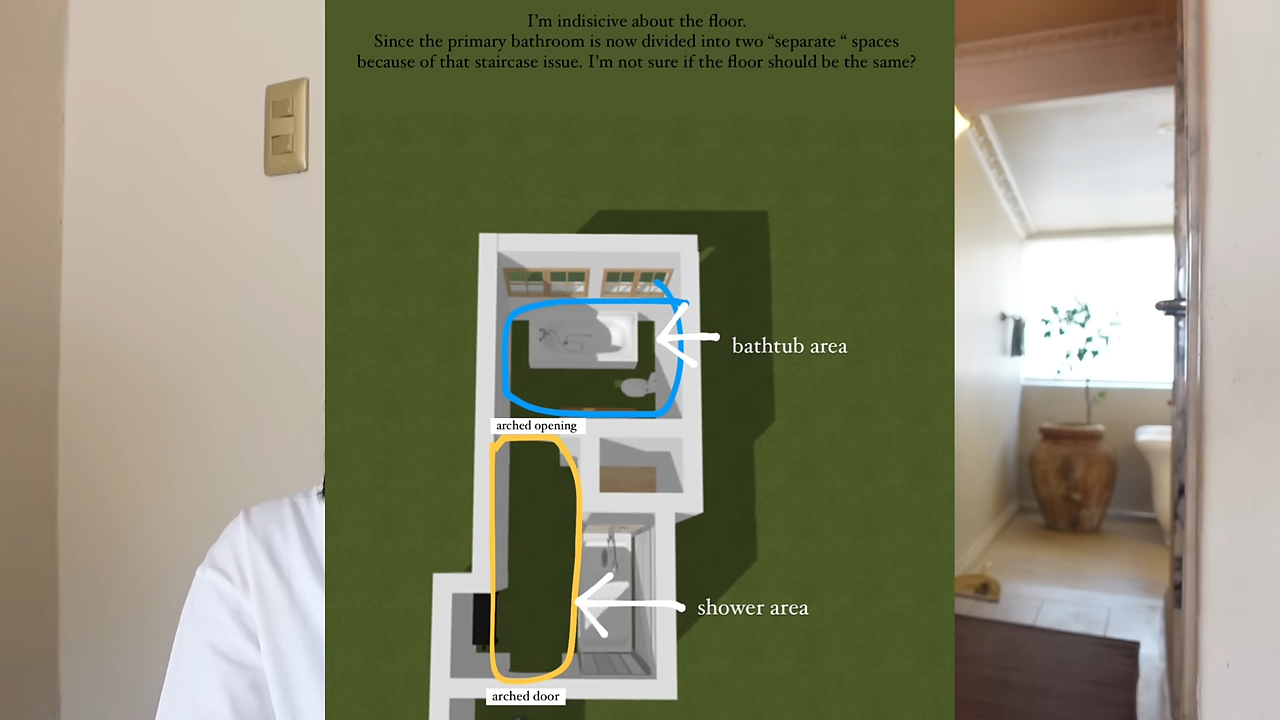 I'm indisicive about the floor.
Since the primary bathroom is now divided into two “separate “ spaces
because of that staircase issue. I'm not sure if the floor should be the same?
bathtub area
arched opening
shower area
arched door